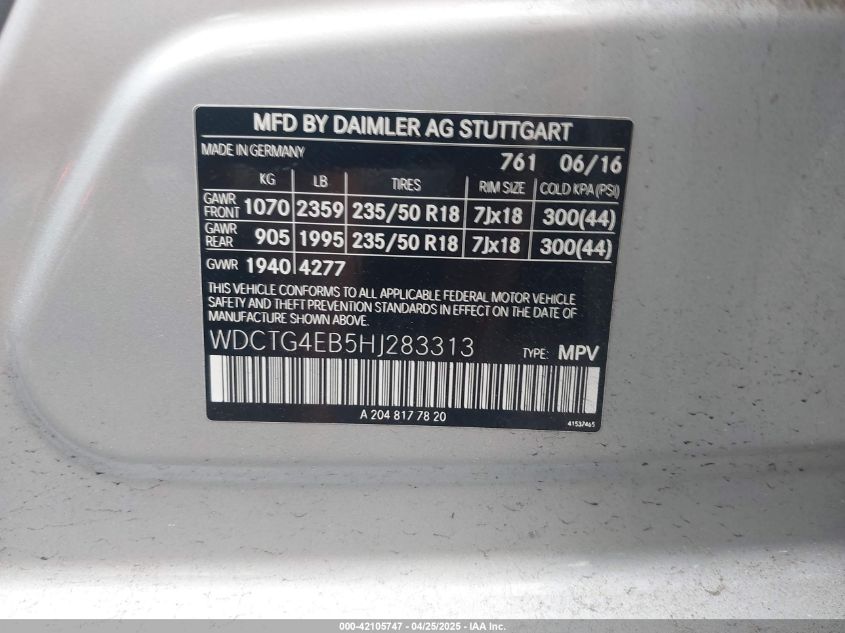 MFD BY DAIMLER AG STUTTGART
MADE IN GERMANY 761 06/16
KG LB TIRES RIM SIZE COLD KPA (PSI)
GAWR FRONT 1070 2359 235/50 R18 7Jx18 300(44)
GAWR REAR 905 1995 235/50 R18 7Jx18 300(44)
GVWR 1940 4277
THIS VEHICLE CONFORMS TO ALL APPLICABLE FEDERAL MOTOR VEHICLE
SAFETY AND THEFT PREVENTION STANDARDS IN EFFECT ON THE DATE OF
MANUFACTURE SHOWN ABOVE.
WDCTG4EB5HJ283313 TYPE: MPV
A 204 817 78 20
41537465
000-42105747 - 04/25/2025 - IAA Inc.